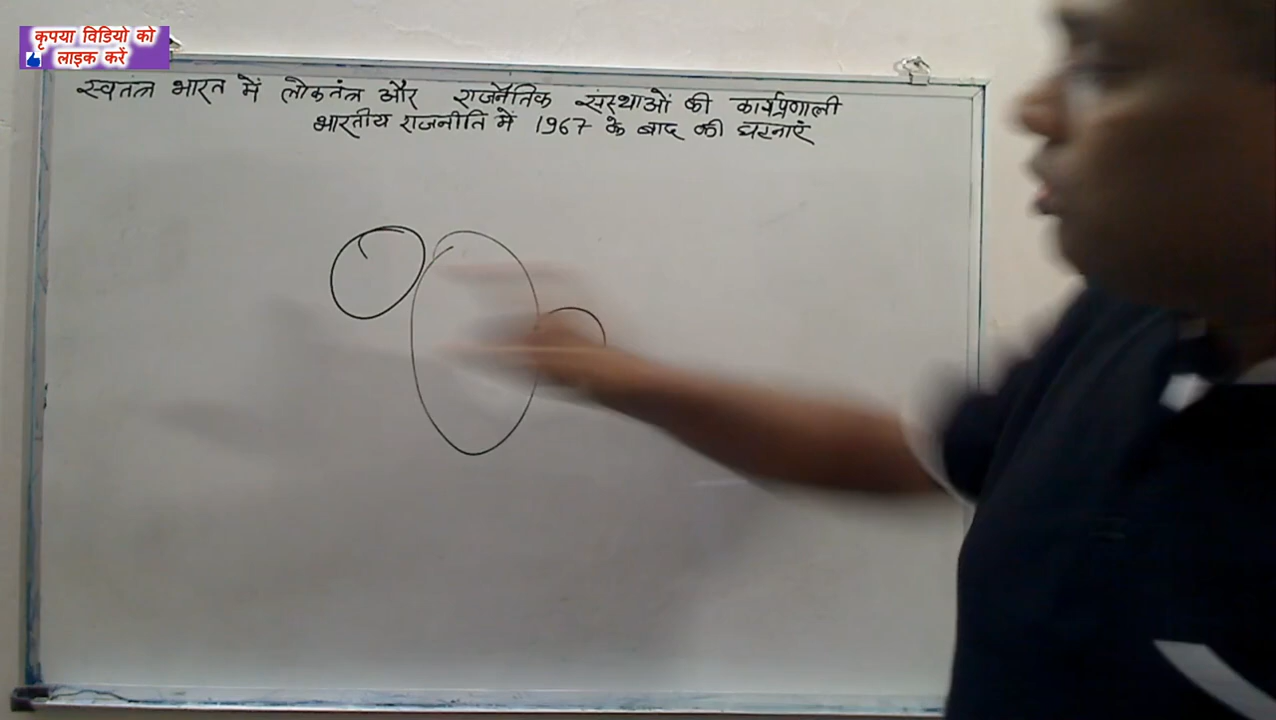 कृपया विडियो को
लाइक करें
स्वतंत्र भारत में लोकतंत्र और राजनैतिक संस्थाओं की कार्यप्रणाली
भारतीय राजनीति में 1967 के बाद की घटनाएं